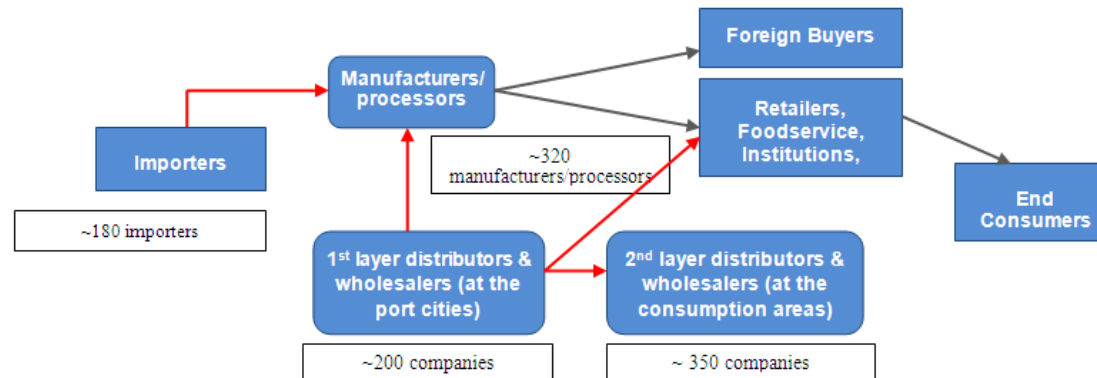 Foreign Buyers
Manufacturers/
processors
Retailers,
Foodservice,
Institutions,
Importers
~320
manufacturers/processors
End
Consumers
~180 importers
1st layer distributors &
wholesalers (at the
port cities)
2nd layer distributors &
wholesalers (at the
consumption areas)
~200 companies
~ 350 companies